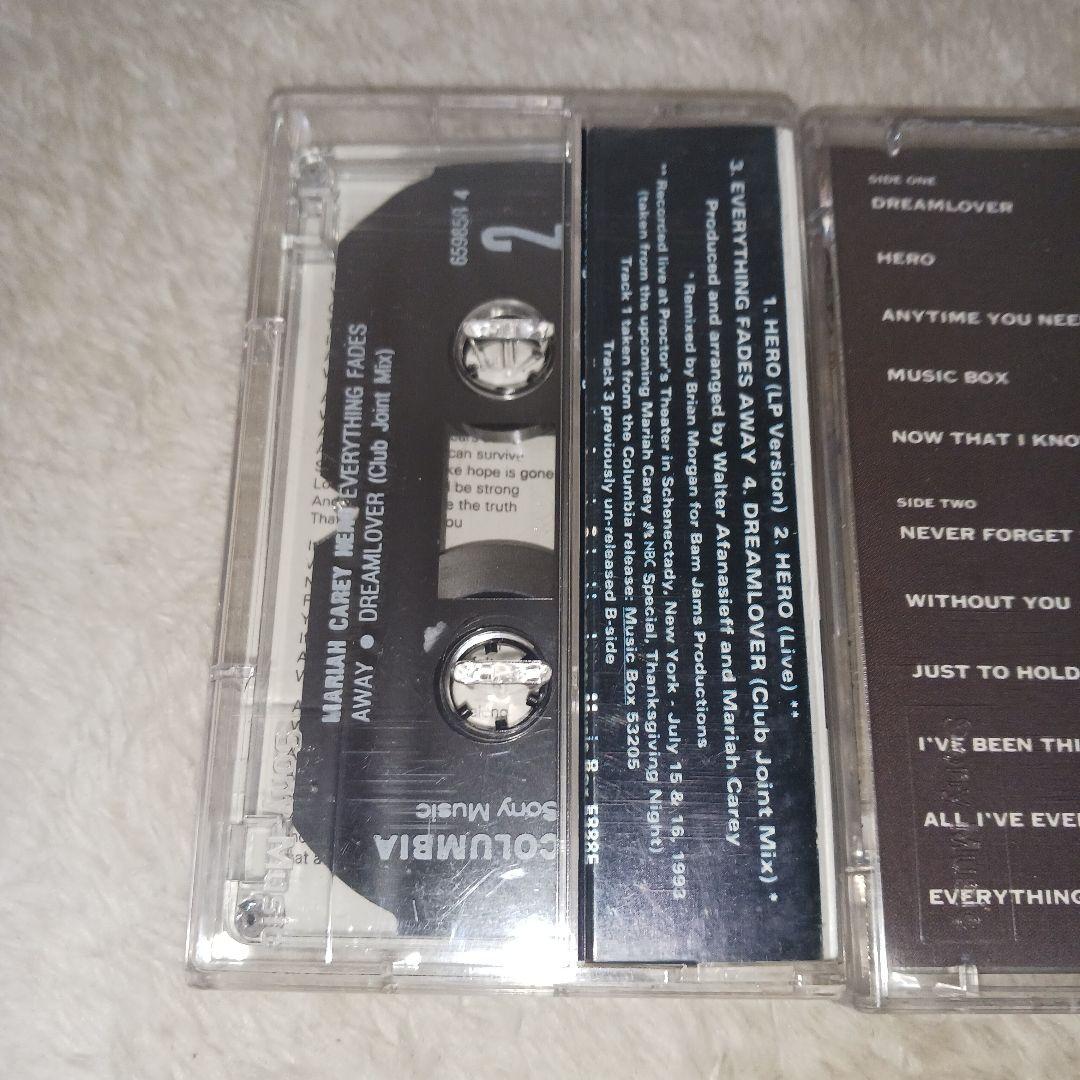 659858 4
2
MARIAH CAREY
EVERYTHING FADES
AWAY • DREAMLOVER (Club Joint Mix)
COLUMBIA
Sony Music
can survive
hope is gone
be strong
the truth
1. HERO (LP Version) 2. HERO (Live) **
3. EVERYTHING FADES AWAY 4. DREAMLOVER (Club Joint Mix) *
Produced and arranged by Walter Afanasieff and Mariah Carey
* Remixed by Brian Morgan for Bam Jams Productions
** Recorded live at Proctor's Theater in Schenectady, New York - July, 15 & 16, 1993
(taken from the upcoming Mariah Carey NBC Special, Thanksgiving Night)
Track 1 taken from the Columbia release: Music Box 53205
Track 3 previously un-released B-side
SIDE ONE
DREAMLOVER
HERO
ANYTIME YOU NEE
MUSIC BOX
NOW THAT I KNO
SIDE TWO
NEVER FORGET
WITHOUT YOU
JUST TO HOLD
I'VE BEEN THI
ALL I'VE EVE
EVERYTHING